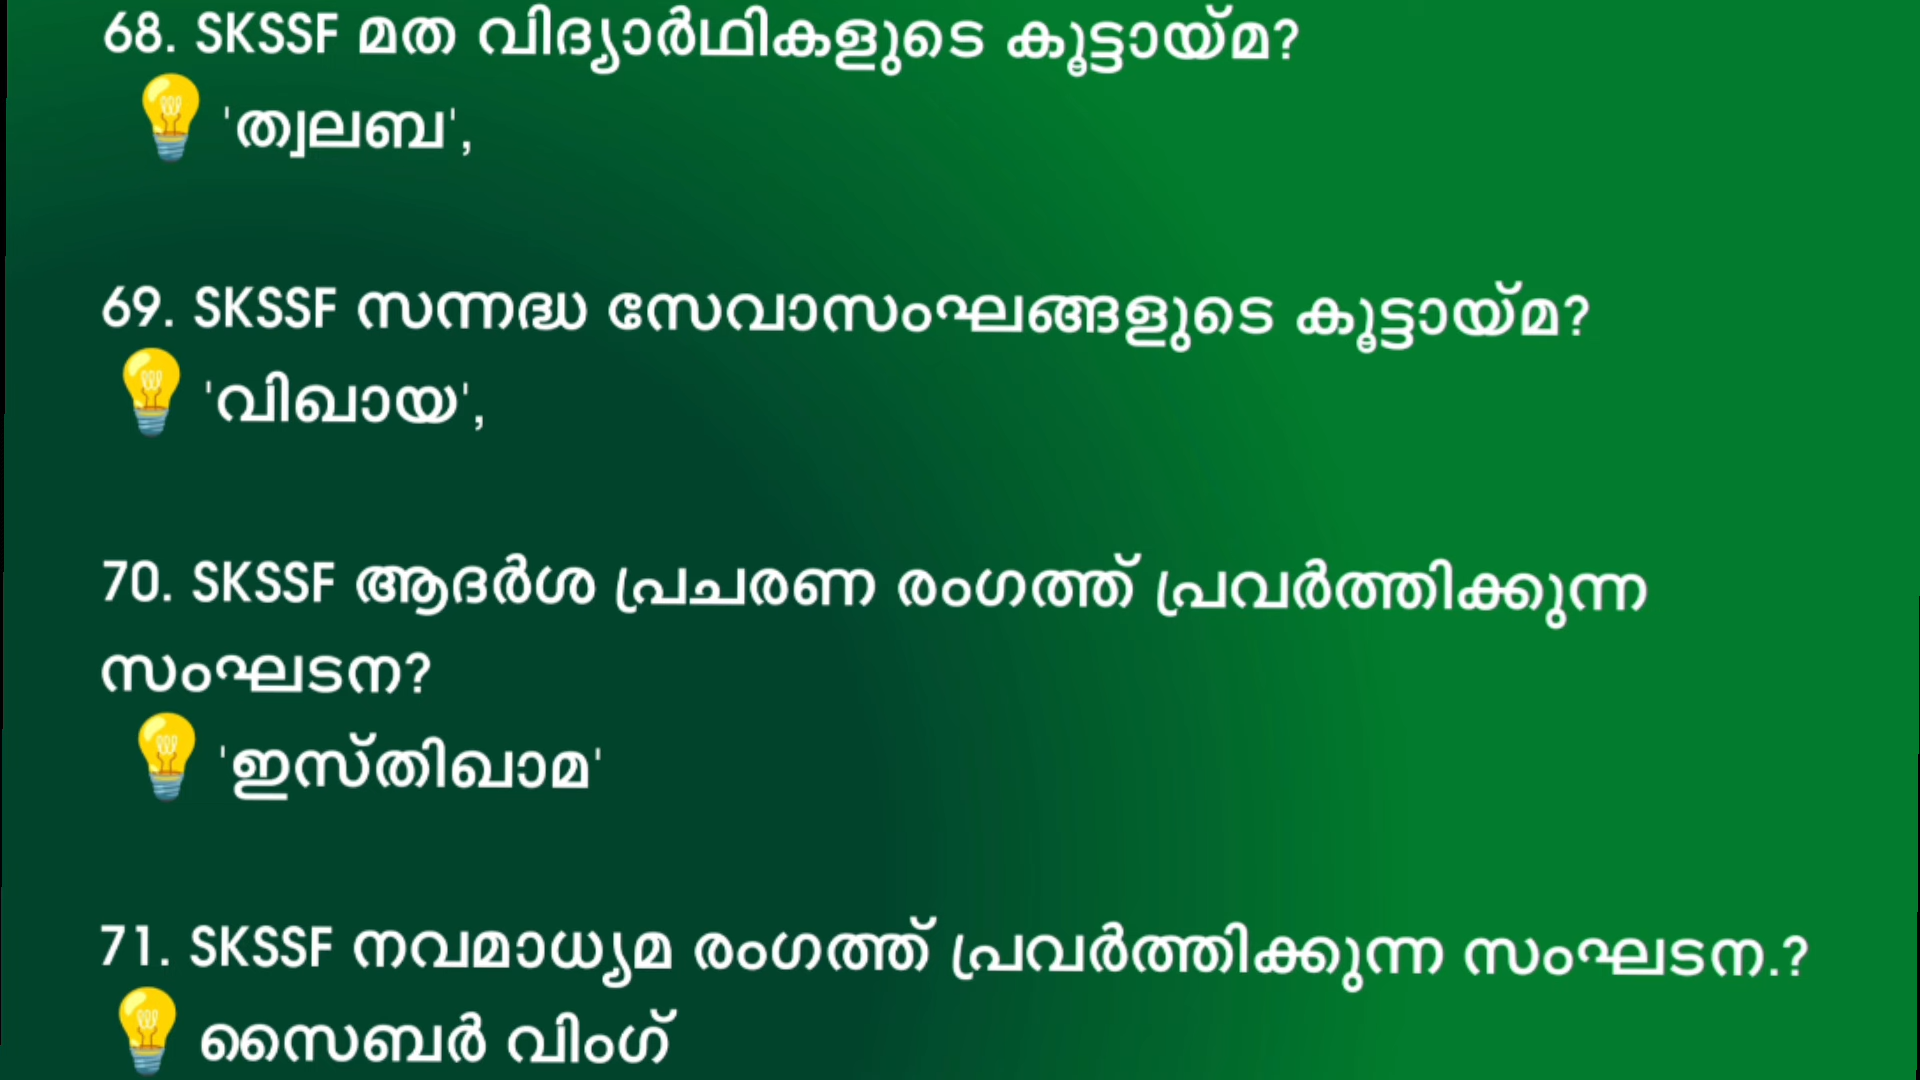 68. SKSSF മത വിദ്യാർഥികളുടെ കൂട്ടായ്മ?
'ത്വലബ',
69. SKSSF സന്നദ്ധ സേവാസംഘങ്ങളുടെ കൂട്ടായ്മ?
'വിഖായ',
70. SKSSF ആദർശ പ്രചരണ രംഗത്ത് പ്രവർത്തിക്കുന്ന
സംഘടന?
'ഇസ്തിഖാമ'
71. SKSSF നവമാധ്യമ രംഗത്ത് പ്രവർത്തിക്കുന്ന സംഘടന.?
സൈബർ വിംഗ്